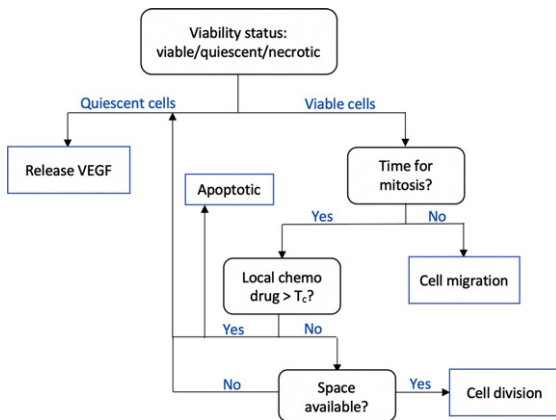 Viability status:
viable/quiescent/necrotic
Quiescent cells
Viable cells
Release VEGF
Apoptotic
Time for
mitosis?
Yes
No
Local chemo
drug > Tc?
Cell migration
Yes
No
No
Space
available?
Yes
Cell division